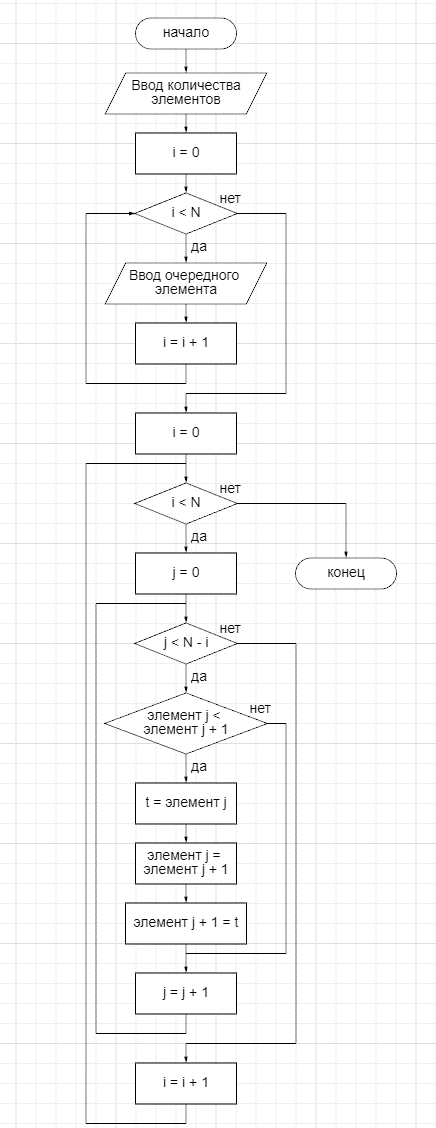 начало
Ввод количества
элементов
i = 0
нет
i < N
да
Ввод очередного
элемента
i = i + 1
i = 0
нет
i < N
да
j = 0
конец
нет
j < N - i
да
нет
элемент j <
элемент j + 1
да
t = элемент j
элемент j =
элемент j + 1
элемент j + 1 = t
j = j + 1
i = i + 1